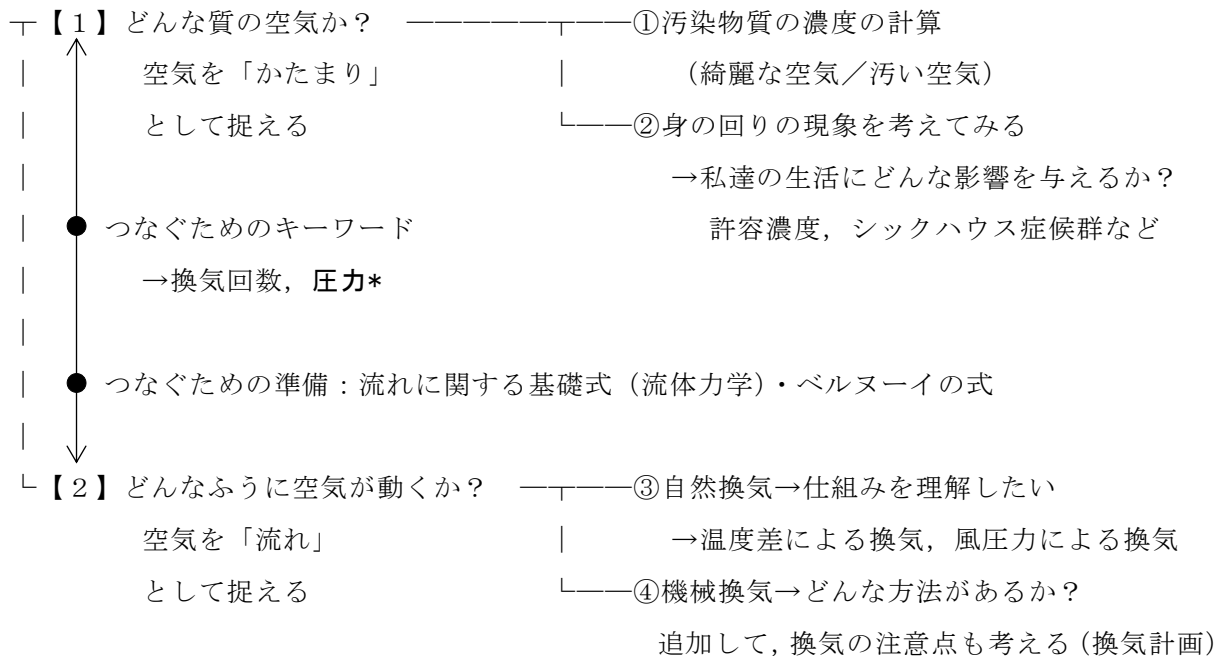 【1】どんな質の空気か? ①汚染物質の濃度の計算
空気を「かたまり」 (綺麗な空気/汚い空気)
として捉える ②身の回りの現象を考えてみる
→私達の生活にどんな影響を与えるか?
● つなぐためのキーワード 許容濃度,シックハウス症候群など
→換気回数,圧力*
● つなぐための準備:流れに関する基礎式(流体力学)・ベルヌーイの式
【2】どんなふうに空気が動くか? ③自然換気→仕組みを理解したい
空気を「流れ」 →温度差による換気,風圧力による換気
として捉える ④機械換気→どんな方法があるか?
追加して,換気の注意点も考える(換気計画)